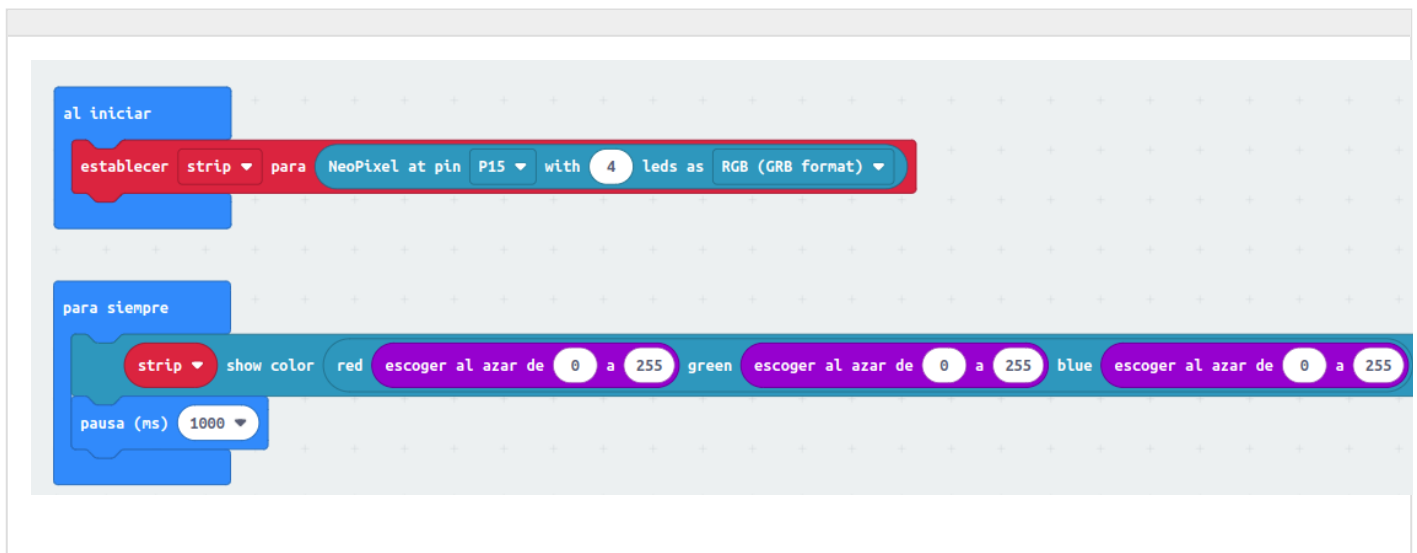 al iniciar
establecer strip para NeoPixel at pin P15 with 4 leds as RGB (GRB format)
para siempre
strip show color red escoger al azar de 0 a 255 green escoger al azar de 0 a 255 blue escoger al azar de 0 a 255
pausa (ms) 1000